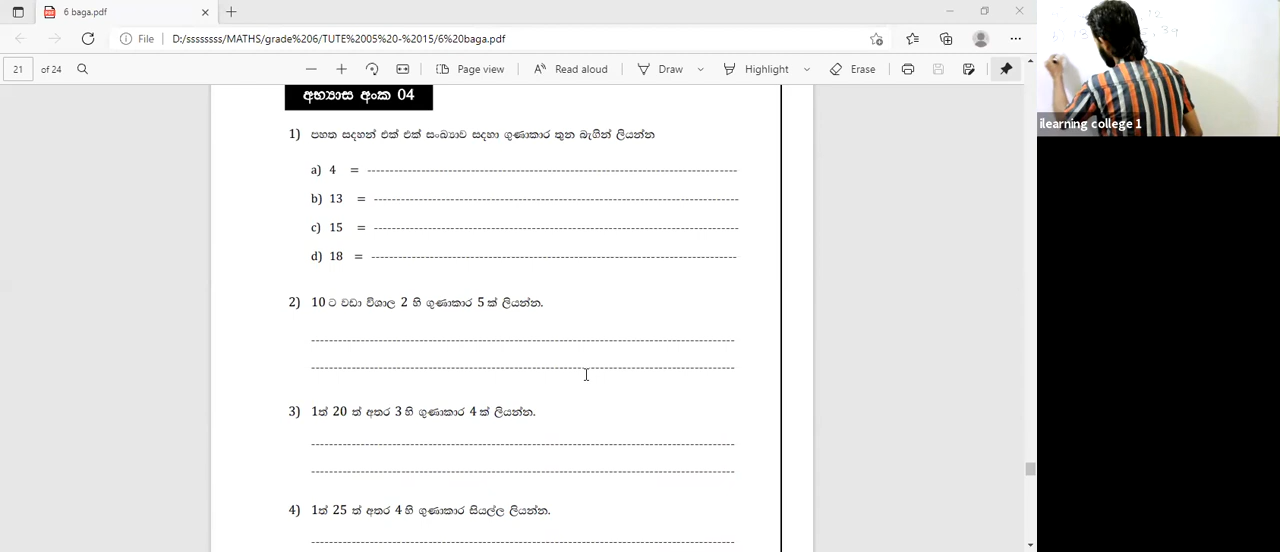 6 baga.pdf
File D:/ssssssss/MATHS/grade%206/TUTE%2005%20-%2015/6%20baga.pdf
21 of 24 Page view Read aloud Draw Highlight Erase
අභ්‍යාස අංක 04
1) පහත සදහන් එක් එක් සංඛ්‍යාව සදහා ගුණාකාර තුන බැගින් ලියන්න
a) 4 =
b) 13 =
c) 15 =
d) 18 =
2) 10 ට වඩා විශාල 2 හි ගුණාකාර 5 ක් ලියන්න.
3) 1ත් 20 ත් අතර 3 හි ගුණාකාර 4 ක් ලියන්න.
4) 1ත් 25 ත් අතර 4 හි ගුණාකාර සියල්ල ලියන්න.
ilearning college 1